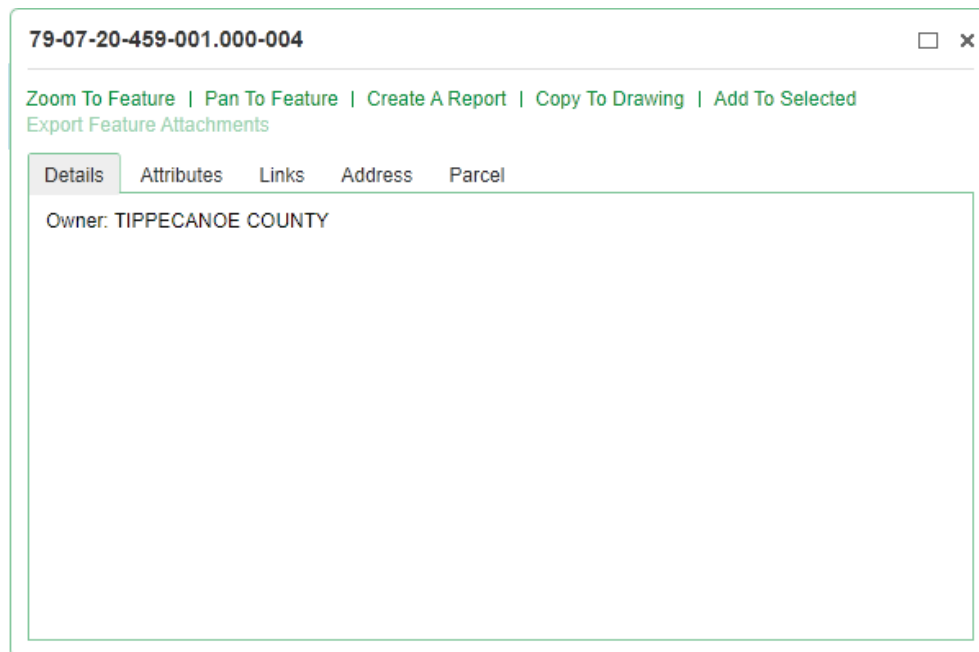 79-07-20-459-001.000-004
Zoom To Feature | Pan To Feature | Create A Report | Copy To Drawing | Add To Selected
Export Feature Attachments
Details Attributes Links Address Parcel
Owner: TIPPECANOE COUNTY